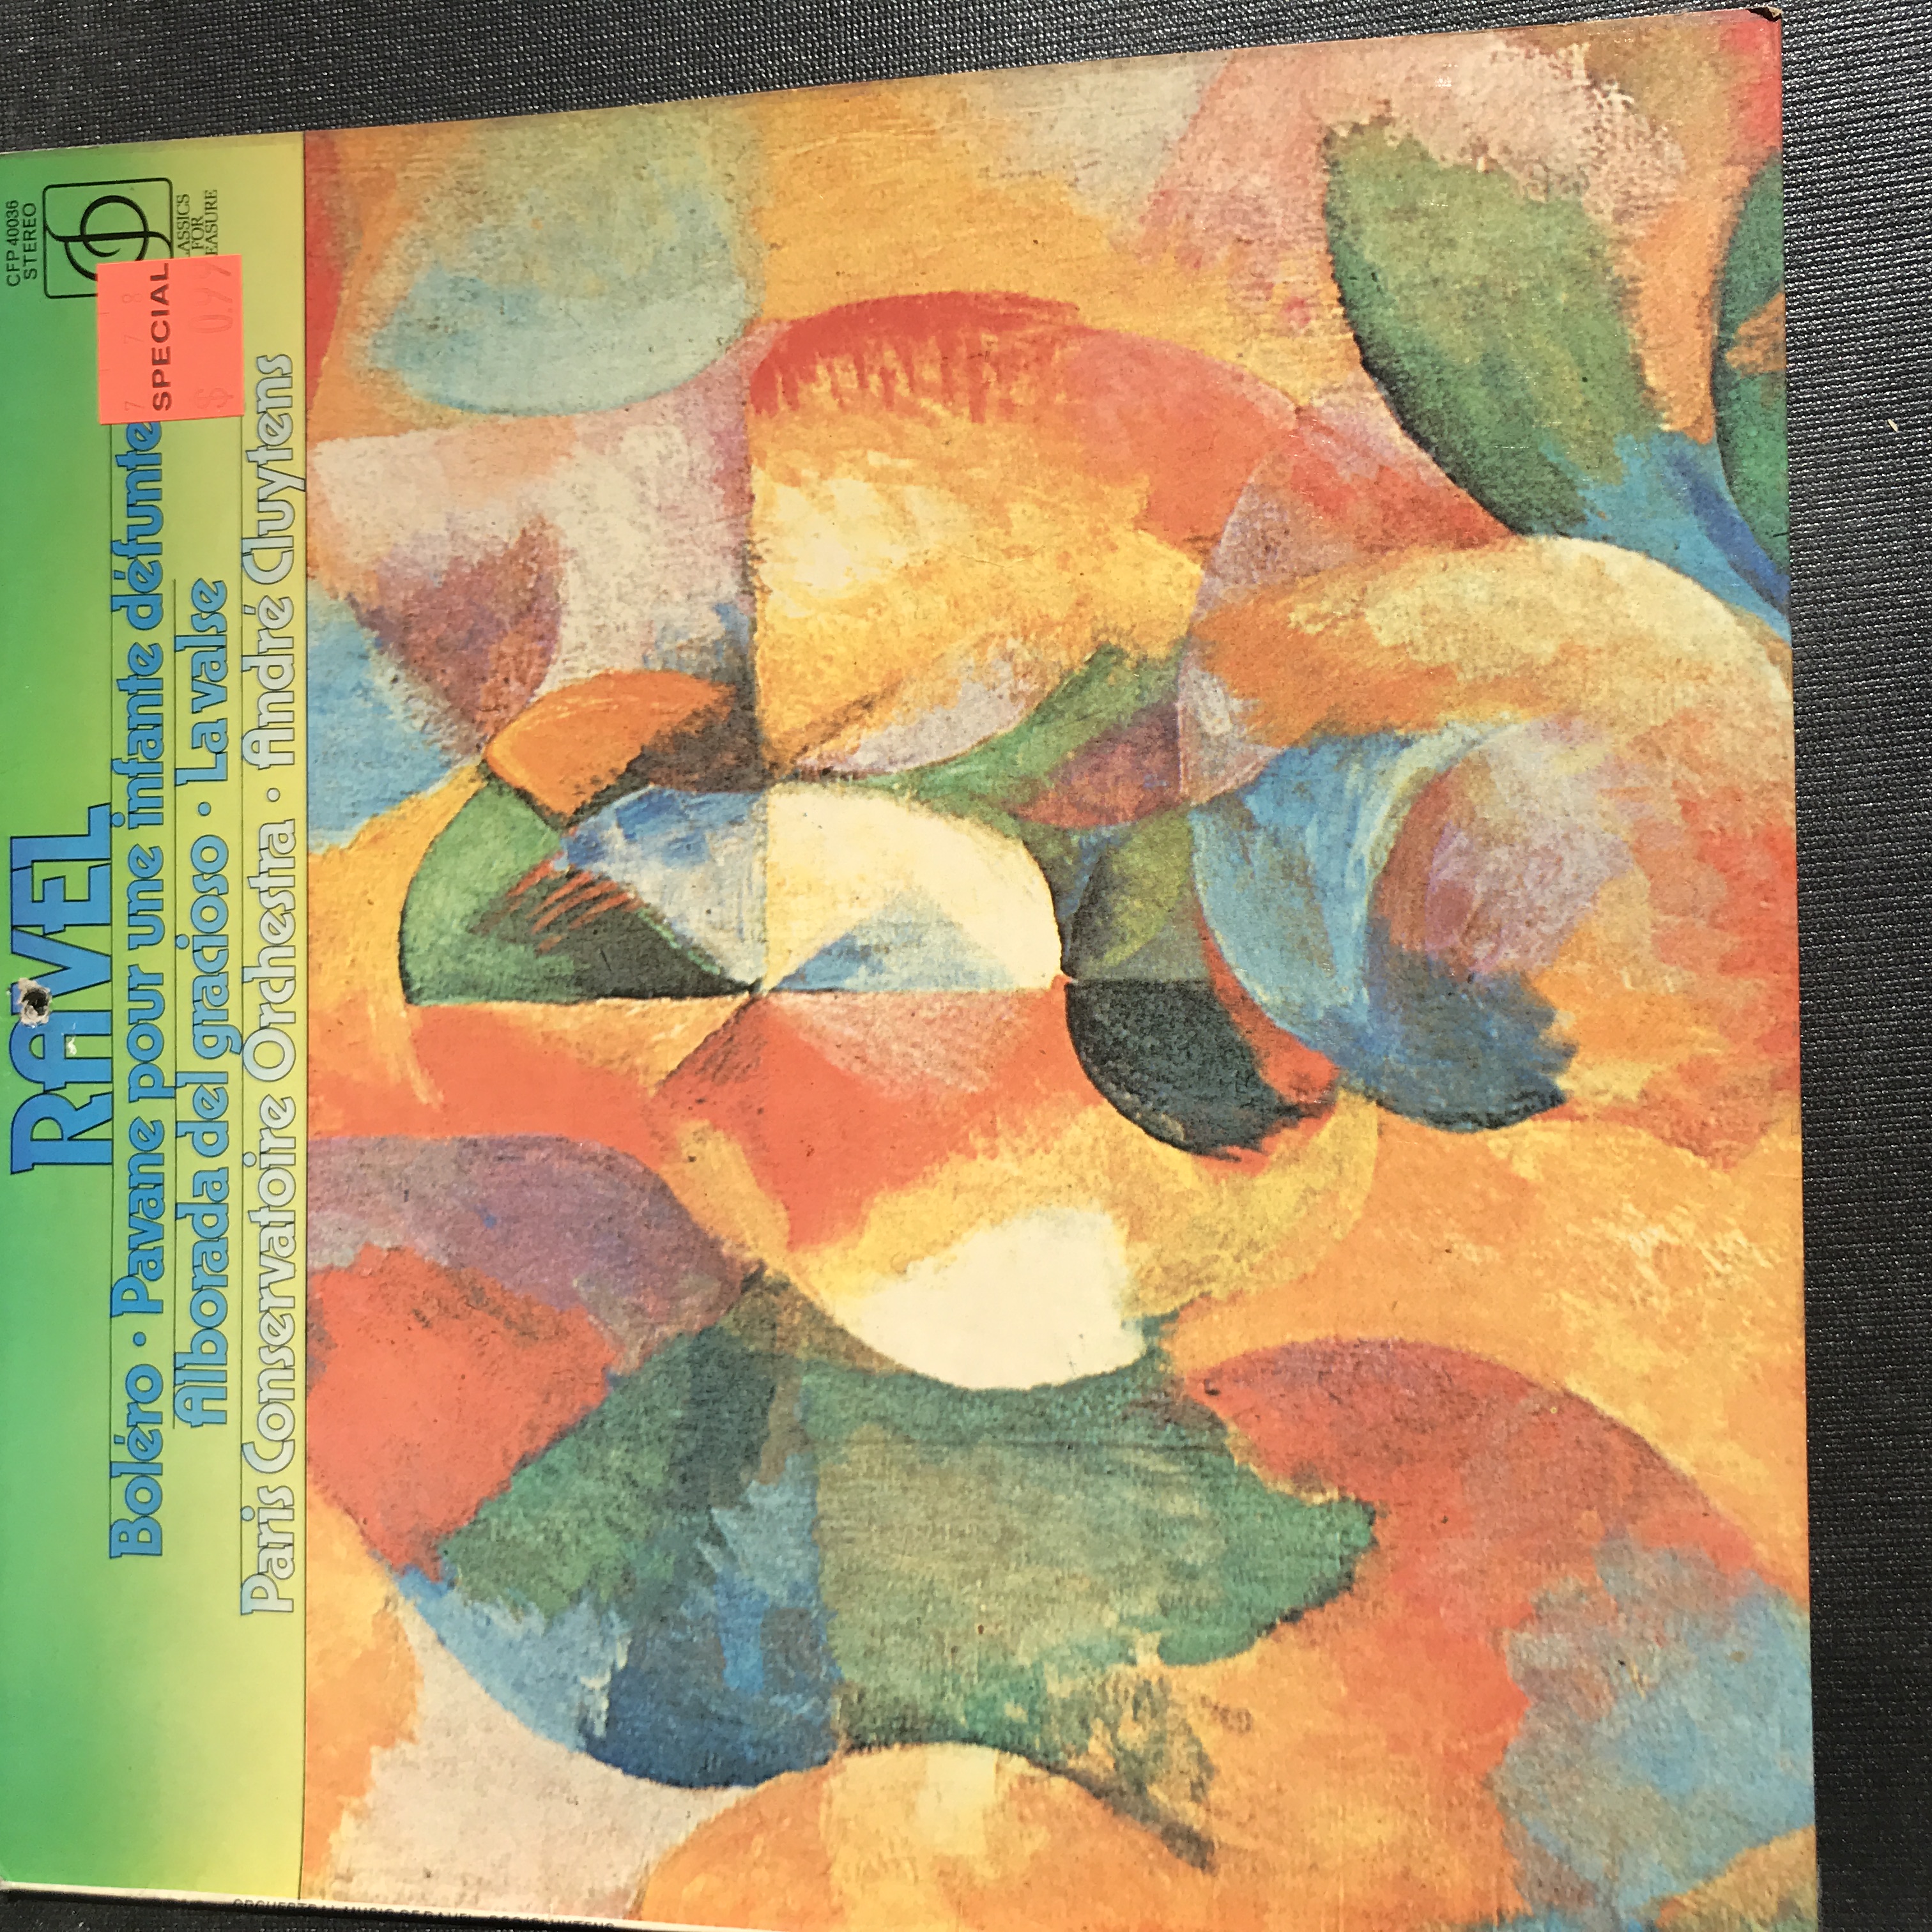 RAVEL
Boléro • Pavane pour une infante défunte
Alborada del gracioso • La valse
Paris Conservatoire Orchestra • André Cluytens
CFP 40036
STEREO
SPECIAL
FOR